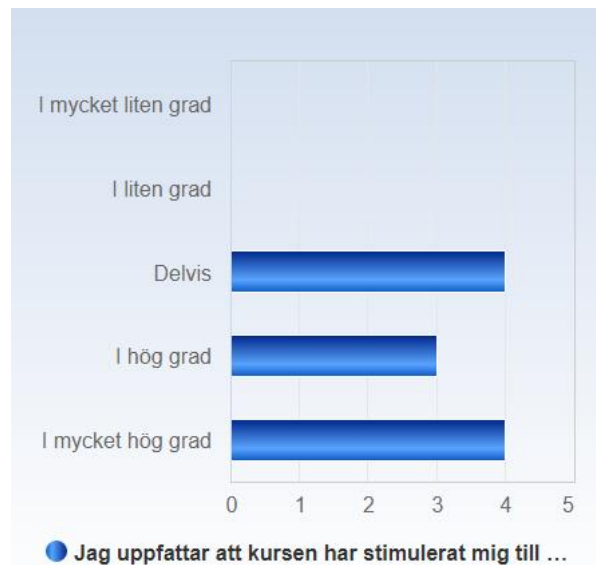 I mycket liten grad
I liten grad
Delvis
I hög grad
I mycket hög grad
0 1 2 3 4 5
Jag uppfattar att kursen har stimulerat mig till ...